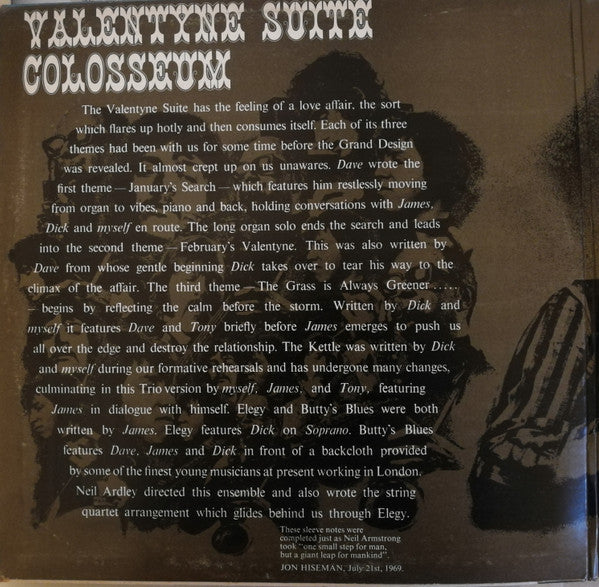 VALENTYNE SUITE
COLOSSEUM
The Valentyne Suite has the feeling of a love affair, the sort
which flares up hotly and then consumes itself. Each of its three
themes had been with us for some time before the Grand Design
was revealed. It almost crept up on us unawares. Dave wrote the
first theme — January's Search — which features him restlessly moving
from organ to vibes, piano and back, holding conversations with James,
Dick and myself en route. The long organ solo ends the search and leads
into the second theme — February's Valentyne. This was also written by
Dave from whose gentle beginning Dick takes over to tear his way to the
climax of the affair. The third theme — The Grass is Always Greener.....
— begins by reflecting the calm before the storm. Written by Dick and
myself it features Dave and Tony briefly before James emerges to push us
all over the edge and destroy the relationship. The Kettle was written by Dick
and myself during our formative rehearsals and has undergone many changes,
culminating in this Trio version by myself, James, and Tony, featuring
James in dialogue with himself. Elegy and Butty's Blues were both
written by James. Elegy features Dick on Soprano. Butty's Blues
features Dave, James and Dick in front of a backcloth provided
by some of the finest young musicians at present working in London.
Neil Ardley directed this ensemble and also wrote the string
quartet arrangement which glides behind us through Elegy.
These sleeve notes were
completed just as Neil Armstrong
took "one small step for man,
but a giant leap for mankind".
JON HISEMAN, July 21st, 1969.